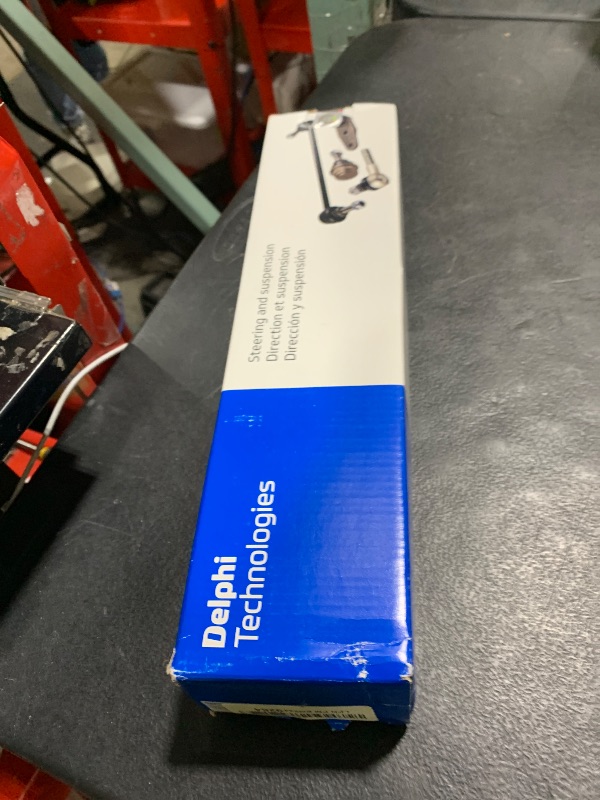 Steering and suspension
Direction et suspension
Dirección y suspensión
Delphi
Technologies